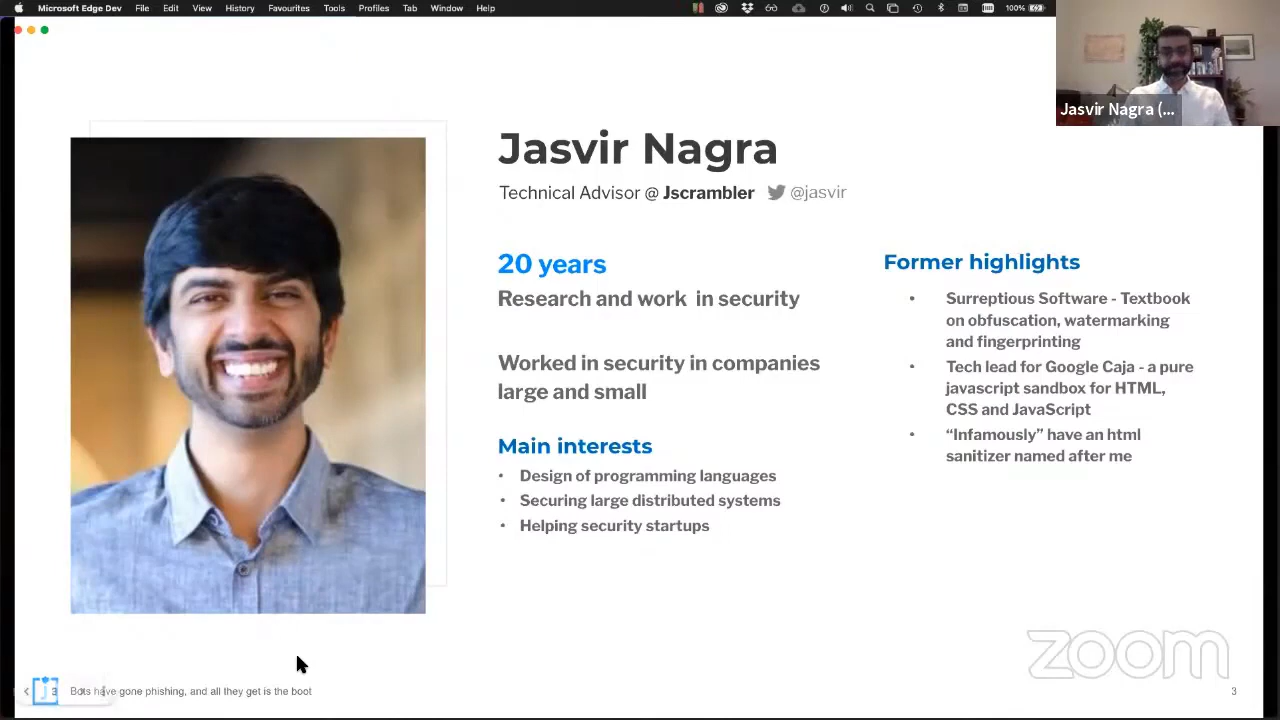 Microsoft Edge Dev File Edit View History Favourites Tools Profiles Tab Window Help 100%
Jasvir Nagra (...
Jasvir Nagra
Technical Advisor @ Jscrambler @jasvir
20 years
Research and work in security
Worked in security in companies
large and small
Main interests
• Design of programming languages
• Securing large distributed systems
• Helping security startups
Former highlights
• Surreptious Software - Textbook
on obfuscation, watermarking
and fingerprinting
• Tech lead for Google Caja - a pure
javascript sandbox for HTML,
CSS and JavaScript
• “Infamously” have an html
sanitizer named after me
zoom
3 Bots have gone phishing, and all they get is the boot
3